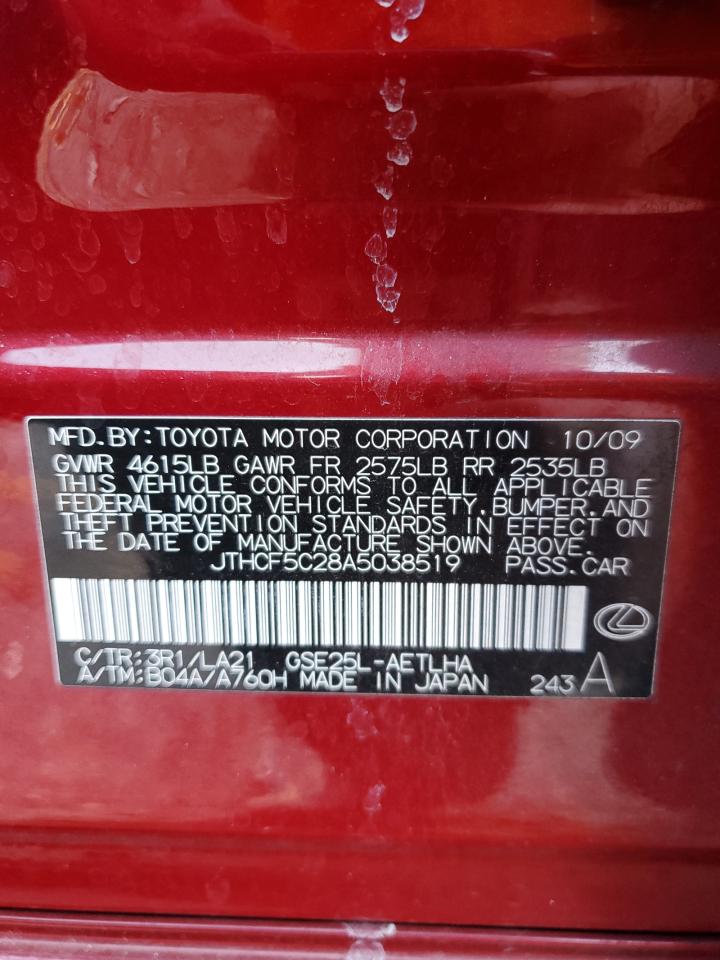 MFD.BY:TOYOTA MOTOR CORPORATION 10/09
GVWR 4615LB GAWR FR 2575LB RR 2535LB
THIS VEHICLE CONFORMS TO ALL APPLICABLE
FEDERAL MOTOR VEHICLE SAFETY,BUMPER,AND
THEFT PREVENTION STANDARDS IN EFFECT ON
THE DATE OF MANUFACTURE SHOWN ABOVE.
JTHCF5C28A5038519 PASS.CAR
C/TR:3R1/LA21 GSE25L-AETLHA
A/TM:B04A/A760H MADE IN JAPAN 243 A